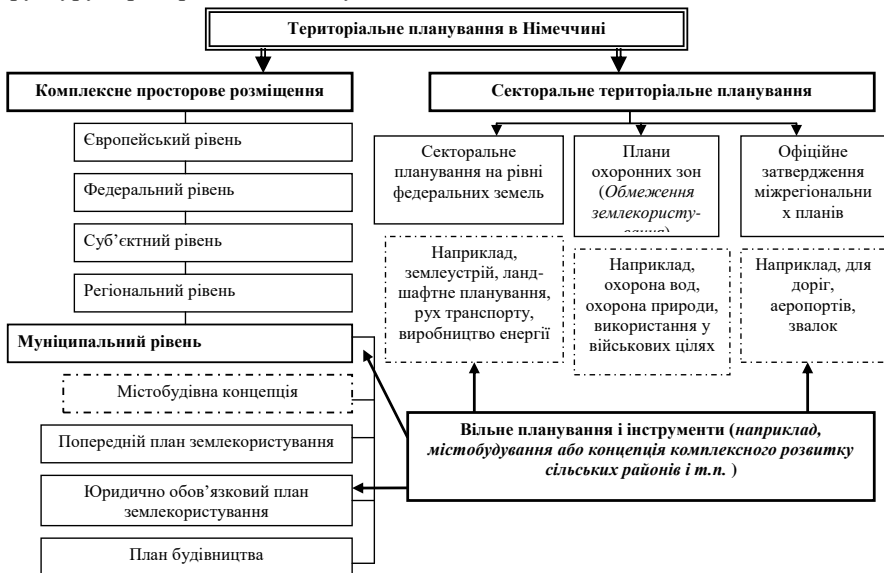 Територіальне планування в Німеччині
Комплексне просторове розміщення
Секторальне територіальне планування
Європейський рівень
Федеральний рівень
Суб’єктний рівень
Регіональний рівень
Муніципальний рівень
Містобудівна концепція
Попередній план землекористування
Юридично обов’язковий план
землекористування
План будівництва
Секторальне
планування на рівні
федеральних земель
Плани
охоронних зон
(Обмеження
землекористу-
вання)
Офіційне
затвердження
міжрегіональни
х планів
Наприклад,
землеустрій, ланд-
шафтне планування,
рух транспорту,
виробництво енергії
Наприклад,
охорона вод,
охорона природи,
використання у
військових цілях
Наприклад, для
доріг,
аеропортів,
звалок
Вільне планування і інструменти (наприклад,
містобудування або концепція комплексного розвитку
сільських районів і т.п. )